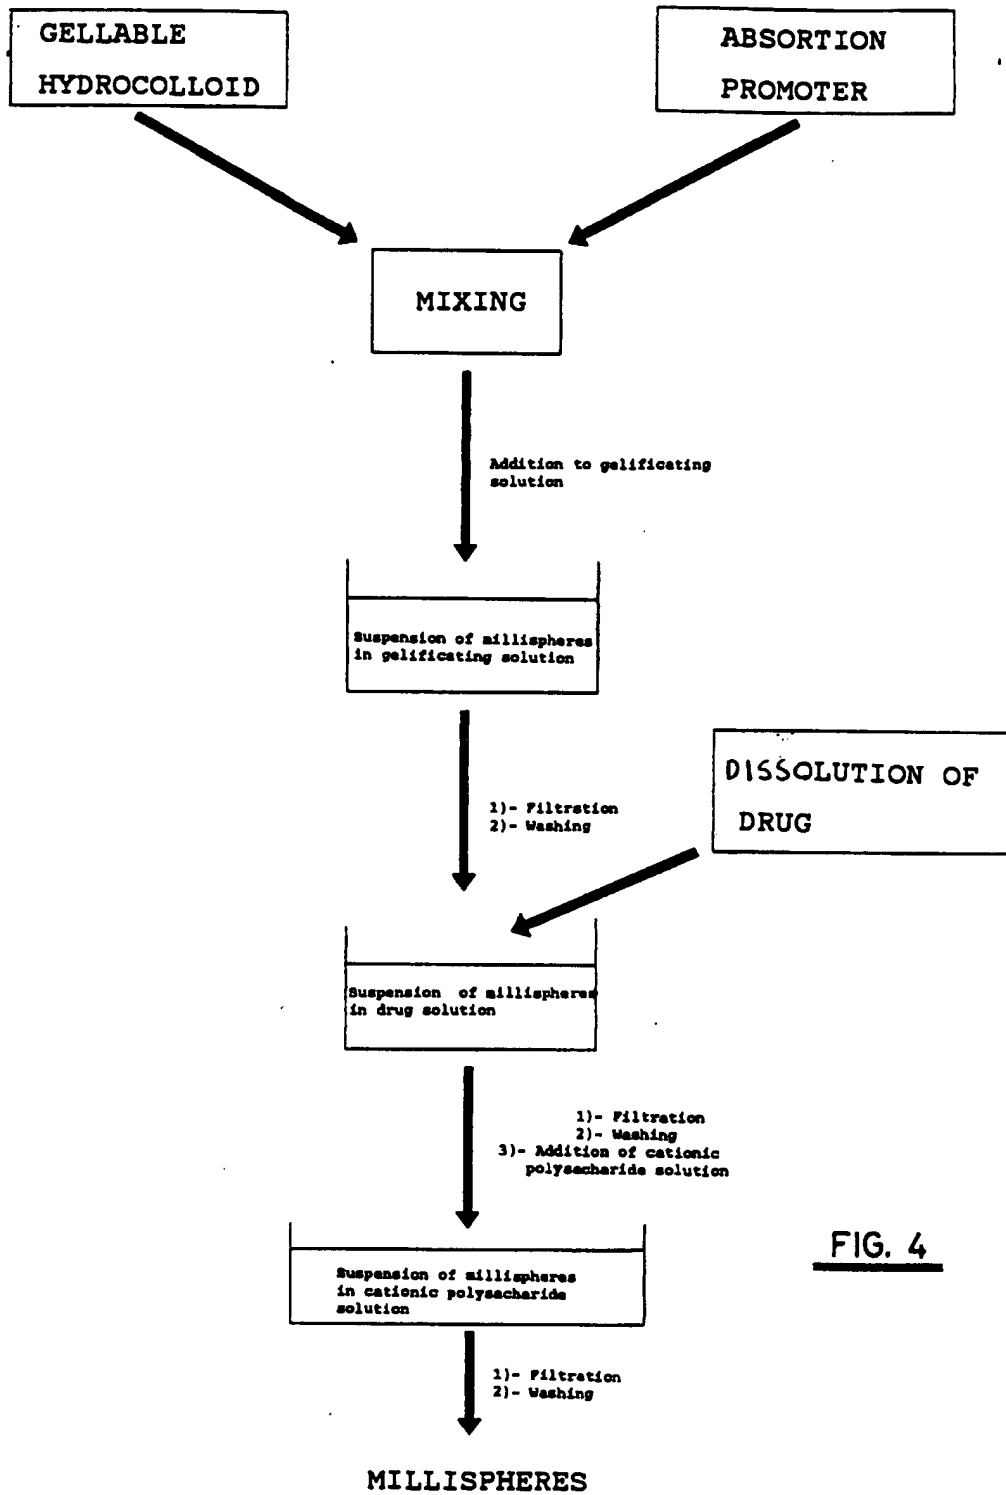 GELLABLE
HYDROCOLLOID
ABSORTION
PROMOTER
MIXING
Addition to gelificating
solution
Suspension of millispheres
in gelificating solution
1)- Filtration
2)- Washing
DISSOLUTION OF
DRUG
Suspension of millispheres
in drug solution
1)- Filtration
2)- Washing
3)- Addition of cationic
polysacharide solution
Suspension of millispheres
in cationic polysacharide
solution
FIG. 4
1)- Filtration
2)- Washing
MILLISPHERES